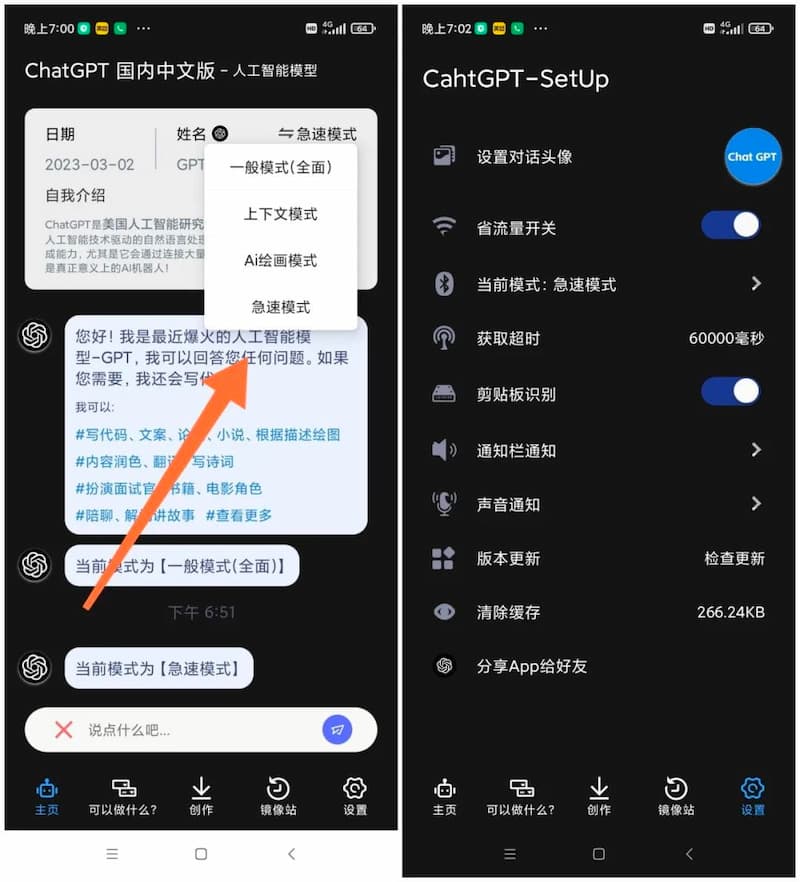 晚上7:00
HD 4G 64
ChatGPT 国内中文版 - 人工智能模型
日期
姓名
急速模式
2023-03-02
GPT
自我介绍
ChatGPT是美国人工智能研究
人工智能技术驱动的自然语言处理
成能力，尤其是它会通过连接大量
是真正意义上的AI机器人!
一般模式(全面)
上下文模式
Ai绘画模式
急速模式
您好! 我是最近爆火的人工智能模
型-GPT, 我可以回答您任何问题。如果
您需要, 我还会写代
我可以:
#写代码、文案、论 、小说、根据描述绘图
#内容润色、翻 写诗词
#扮演面试官 书籍、电影角色
#陪聊、解 讲故事 #查看更多
当前模式为【一般模式(全面)】
下午 6:51
当前模式为【急速模式】
说点什么吧...
主页
可以做什么?
创作
镜像站
设置
晚上7:02
HD 4G 64
CahtGPT-SetUp
设置对话头像
Chat GPT
省流量开关
当前模式: 急速模式
获取超时
60000毫秒
剪贴板识别
通知栏通知
声音通知
版本更新
检查更新
清除缓存
266.24KB
分享App给好友
主页
可以做什么?
创作
镜像站
设置